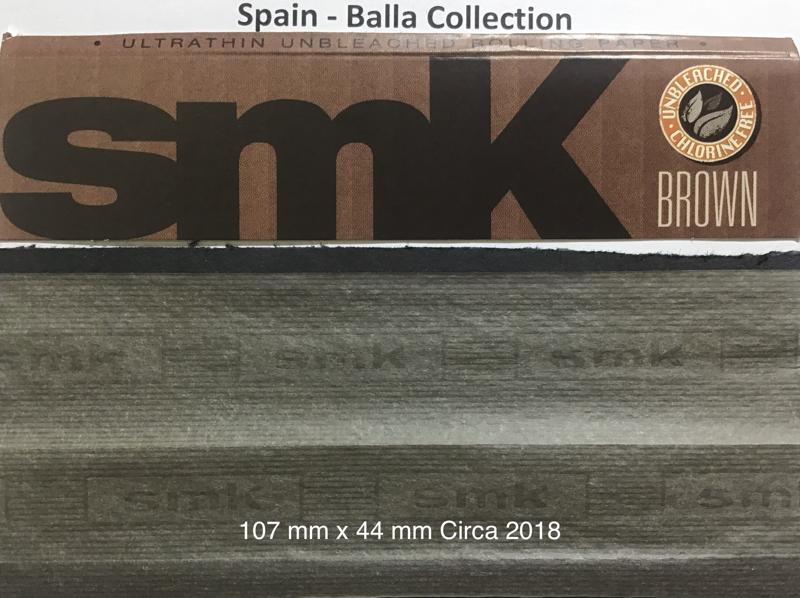 Spain - Balla Collection
• ULTRATHIN UNBLEACHED ROLLING PAPER •
smK
UNBLEACHED • CHLORINE FREE •
BROWN
smK smK smK
smK smK sm
107 mm x 44 mm Circa 2018